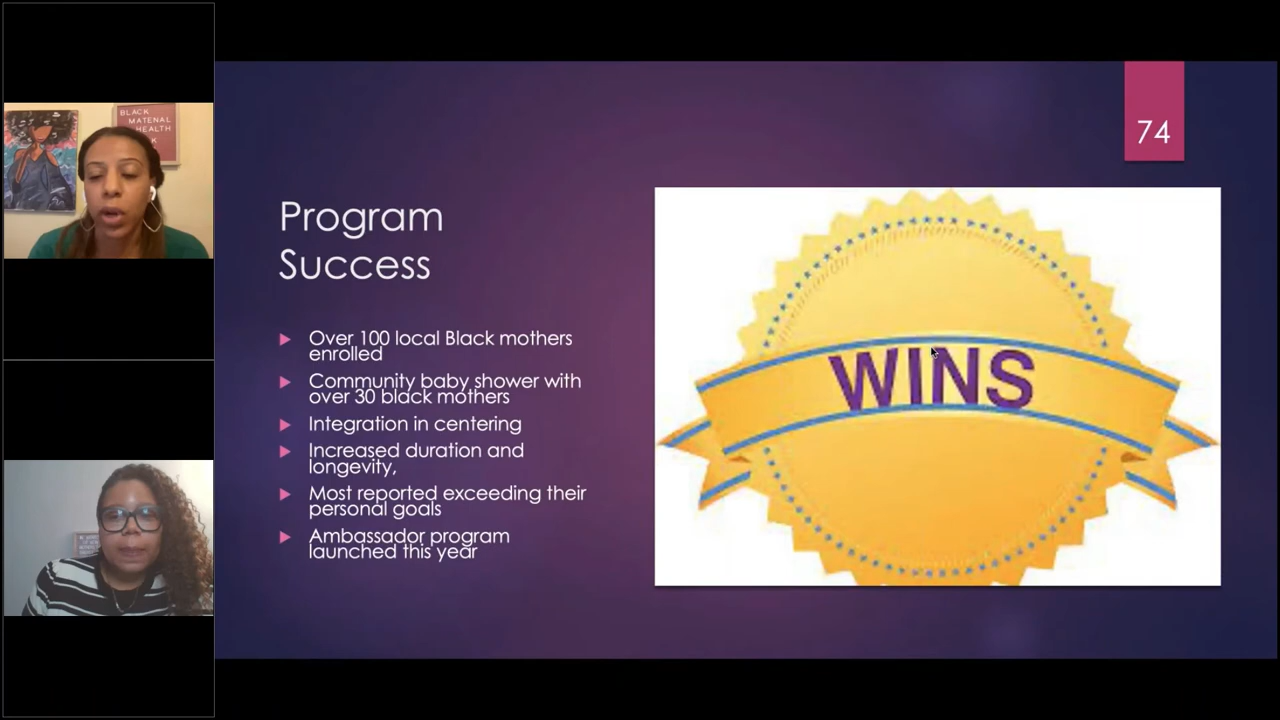 BLACK
MATENAL
HEALTH
K
74
Program
Success
Over 100 local Black mothers
enrolled
Community baby shower with
over 30 black mothers
Integration in centering
Increased duration and
longevity,
Most reported exceeding their
personal goals
Ambassador program
launched this year
WINS